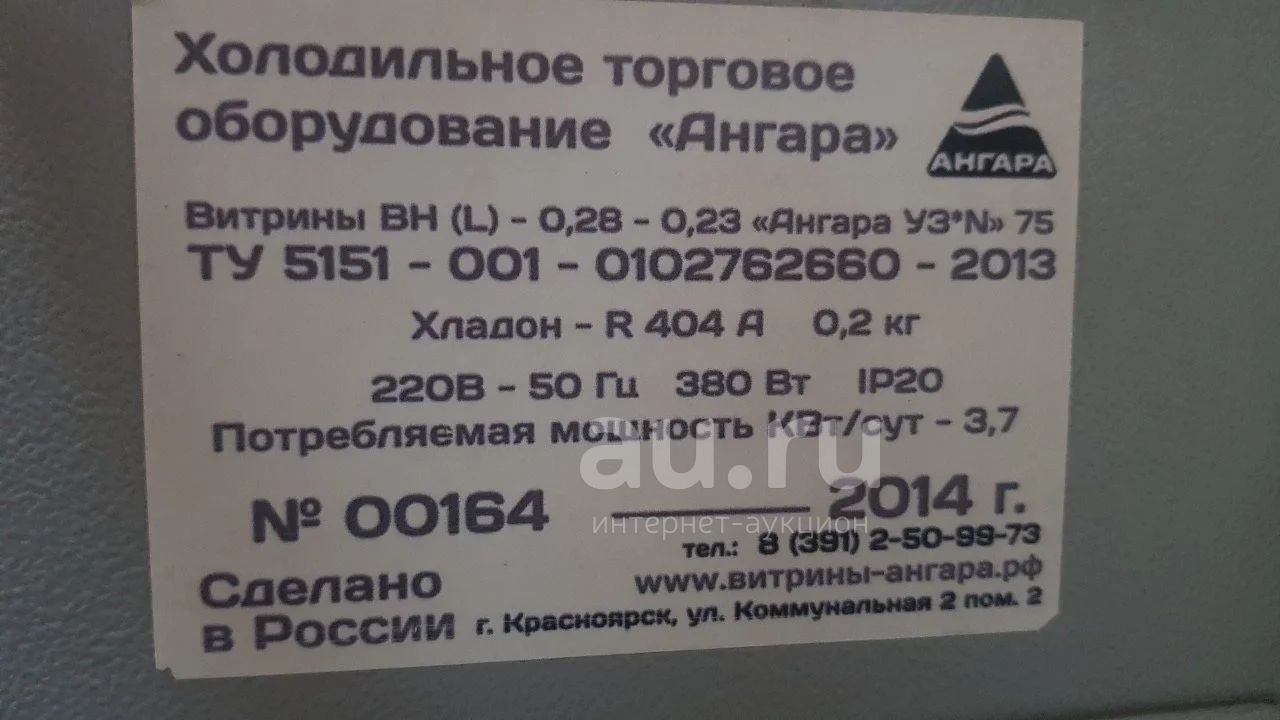 Холодильное торговое
оборудование «Ангара»
АНГАРА
Витрины ВН (L) - 0,28 - 0,23 «Ангара УЗ*N» 75
ТУ 5151 - 001 - 0102762660 - 2013
Хладон - R 404 A 0,2 кг
220В - 50 Гц 380 Вт IP20
Потребляемая мощность КВт/сут - 3,7
au.ru
№ 00164 ________ 2014 г.
интернет-аукцион
тел.: 8 (391) 2-50-99-73
www.витрины-ангара.рф
Сделано
в России г. Красноярск, ул. Коммунальная 2 пом. 2